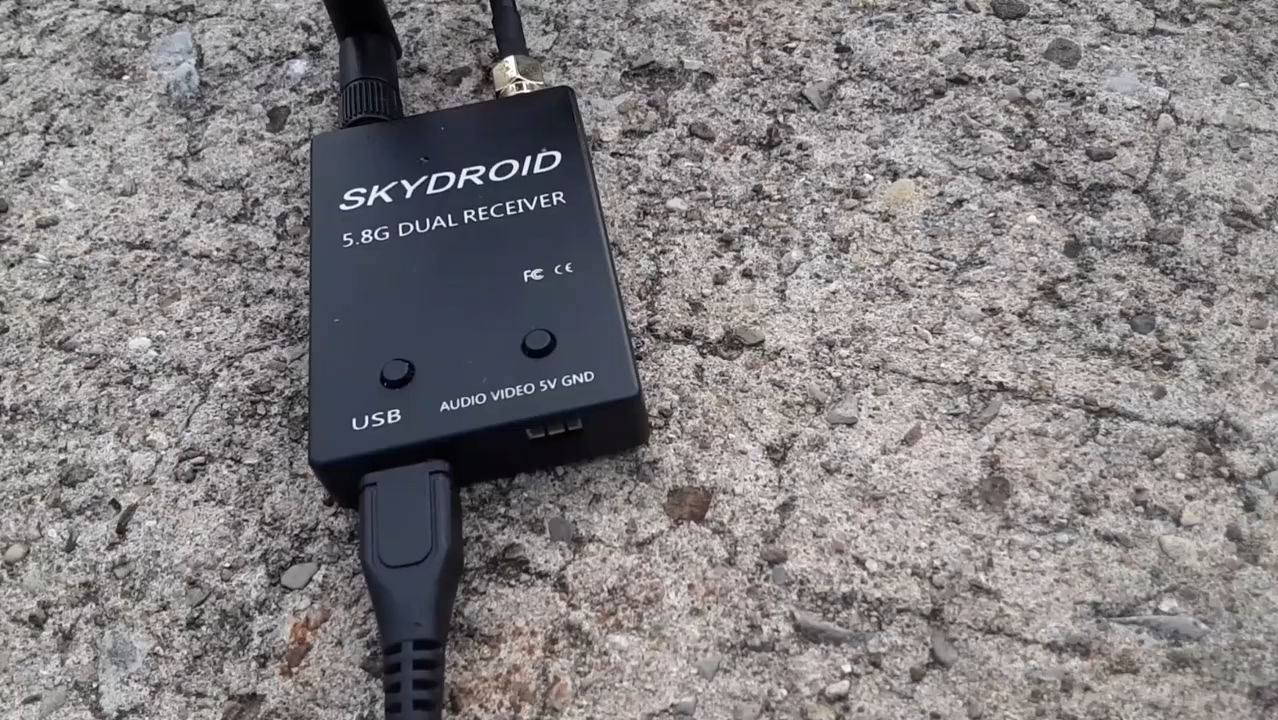 SKYDROID
5.8G DUAL RECEIVER
FC CE
USB
AUDIO VIDEO 5V GND